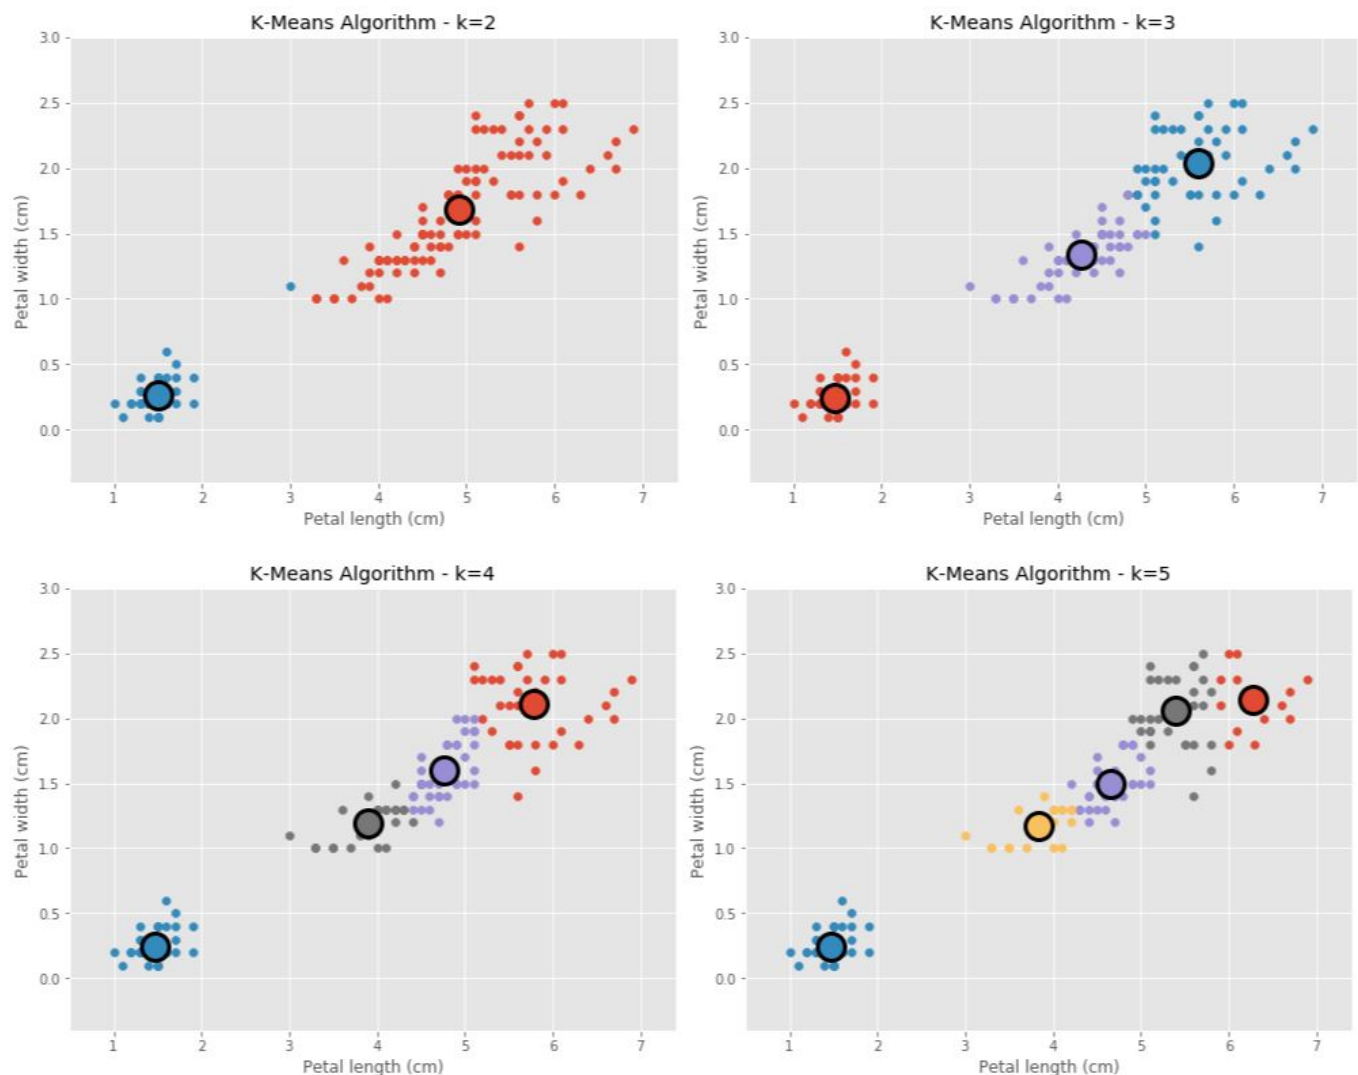 K-Means Algorithm - k=2
3.0
2.5
2.0
1.5
1.0
0.5
0.0
Petal width (cm)
1 2 3 4 5 6 7
Petal length (cm)
K-Means Algorithm - k=3
3.0
2.5
2.0
1.5
1.0
0.5
0.0
Petal width (cm)
1 2 3 4 5 6 7
Petal length (cm)
K-Means Algorithm - k=4
3.0
2.5
2.0
1.5
1.0
0.5
0.0
Petal width (cm)
1 2 3 4 5 6 7
Petal length (cm)
K-Means Algorithm - k=5
3.0
2.5
2.0
1.5
1.0
0.5
0.0
Petal width (cm)
1 2 3 4 5 6 7
Petal length (cm)